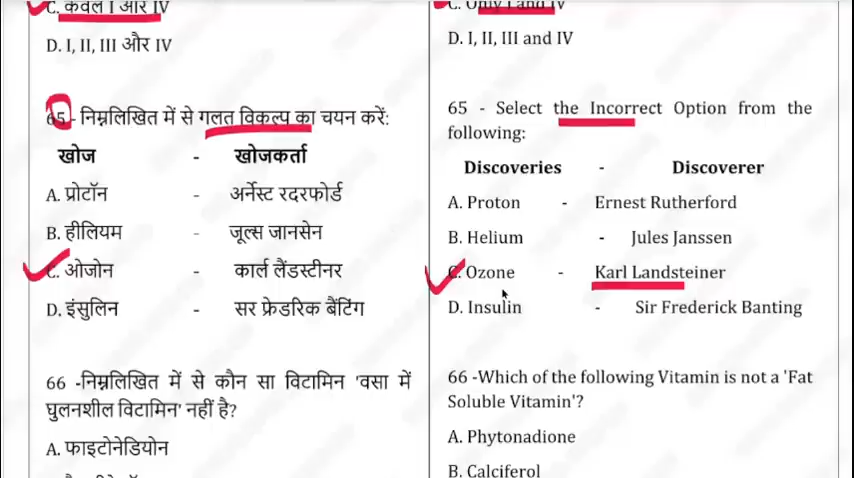 C. केवल I और IV
D. I, II, III और IV
65 - निम्नलिखित में से गलत विकल्प का चयन करें:
खोज - खोजकर्ता
A. प्रोटॉन - अर्नेस्ट रदरफोर्ड
B. हीलियम - जूल्स जानसेन
C. ओजोन - कार्ल लैंडस्टीनर
D. इंसुलिन - सर फ्रेडरिक बैंटिंग
66 -निम्नलिखित में से कौन सा विटामिन 'वसा में
घुलनशील विटामिन' नहीं है?
A. फाइटोनेडियोन
C. Only I and IV
D. I, II, III and IV
65 - Select the Incorrect Option from the
following:
Discoveries - Discoverer
A. Proton - Ernest Rutherford
B. Helium - Jules Janssen
C. Ozone - Karl Landsteiner
D. Insulin - Sir Frederick Banting
66 -Which of the following Vitamin is not a 'Fat
Soluble Vitamin'?
A. Phytonadione
B. Calciferol